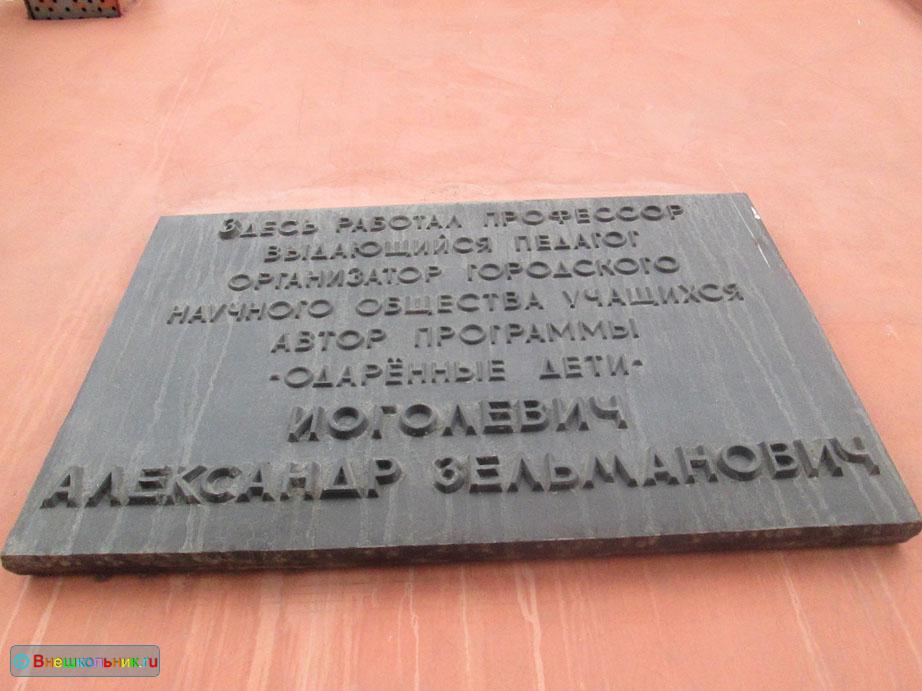 ЗДЕСЬ РАБОТАЛ ПРОФЕССОР
ВЫДАЮЩИЙСЯ ПЕДАГОГ
ОРГАНИЗАТОР ГОРОДСКОГО
НАУЧНОГО ОБЩЕСТВА УЧАЩИХСЯ
АВТОР ПРОГРАММЫ
"ОДАРЁННЫЕ ДЕТИ"
ИОГОЛЕВИЧ
АЛЕКСАНДР ЗЕЛЬМАНОВИЧ
© Внешкольник.ru